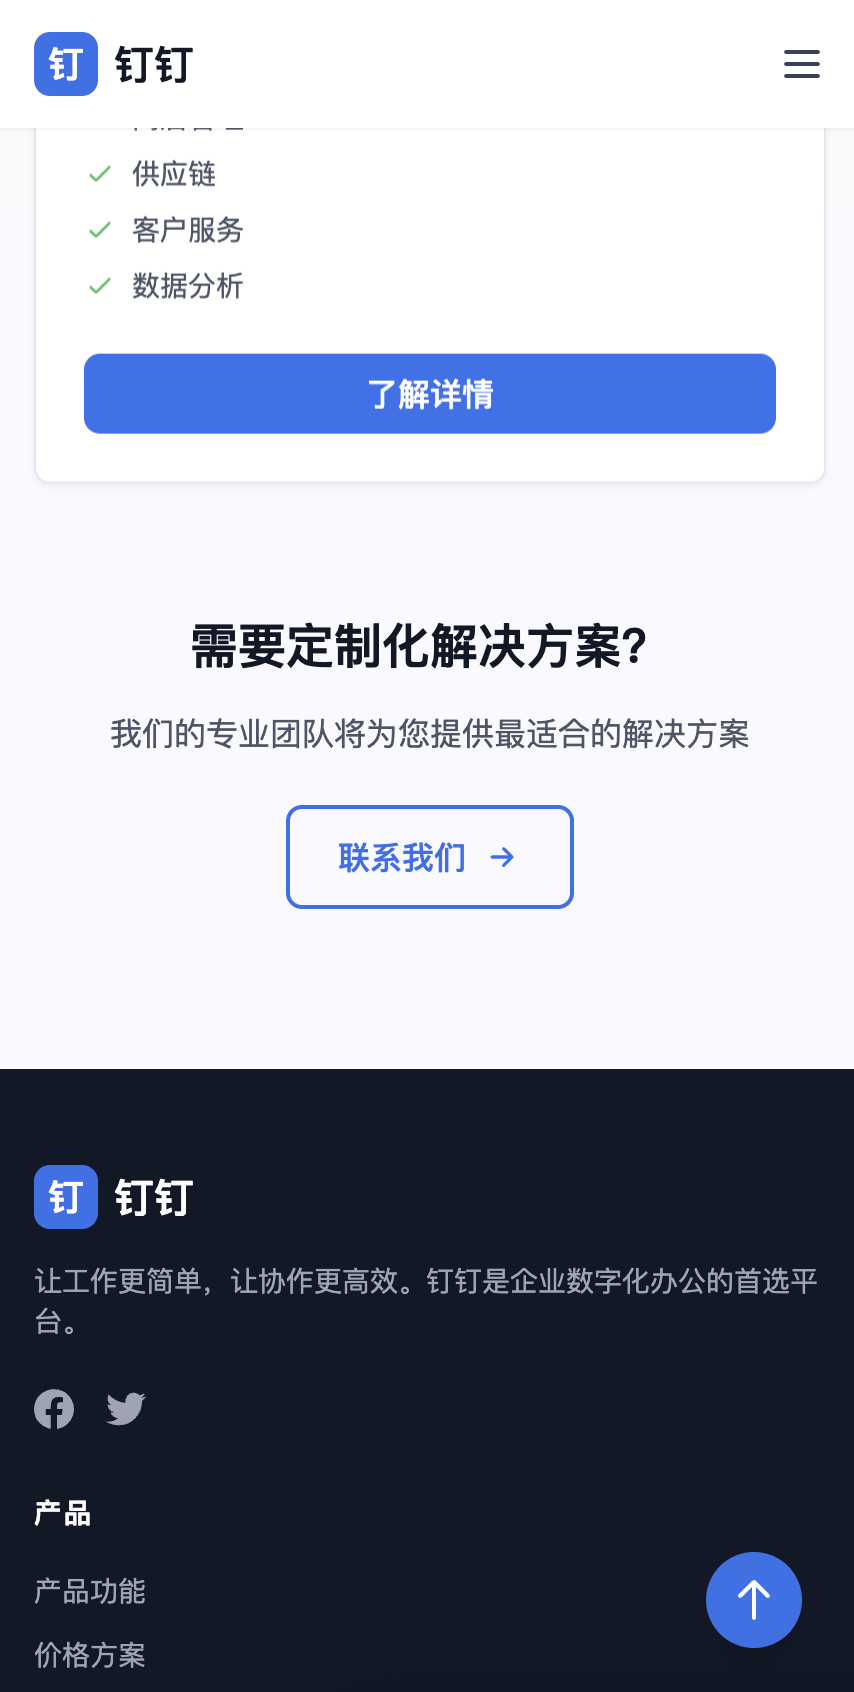 钉 钉钉
供应链
客户服务
数据分析
了解详情
需要定制化解决方案?
我们的专业团队将为您提供最适合的解决方案
联系我们
钉 钉钉
让工作更简单，让协作更高效。钉钉是企业数字化办公的首选平
台。
产品
产品功能
价格方案